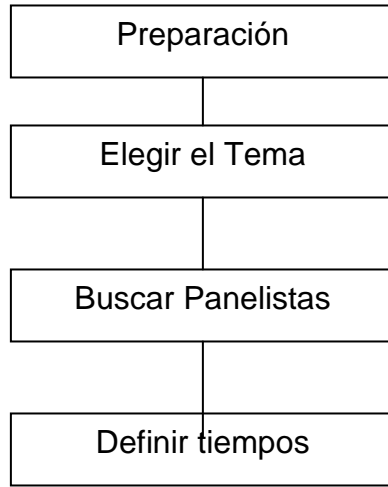 Preparación
Elegir el Tema
Buscar Panelistas
Definir tiempos